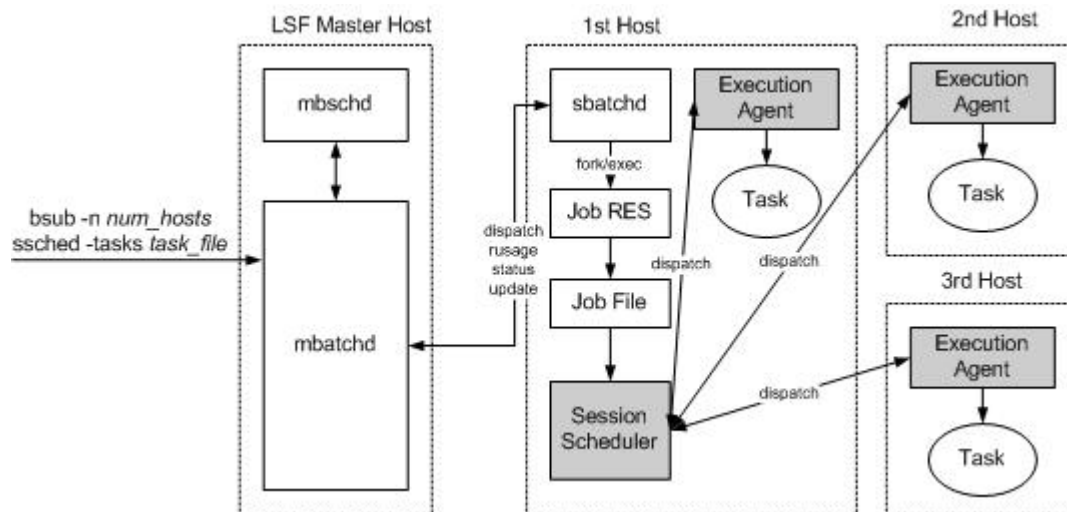 LSF Master Host
1st Host
2nd Host
mbschd
sbatchd
Execution
Agent
Execution
Agent
fork/exec
Task
Task
bsub -n num_hosts
ssched -tasks task_file
Job RES
dispatch
rusage
status
update
dispatch
dispatch
3rd Host
Job File
mbatchd
Execution
Agent
dispatch
Session
Scheduler
Task